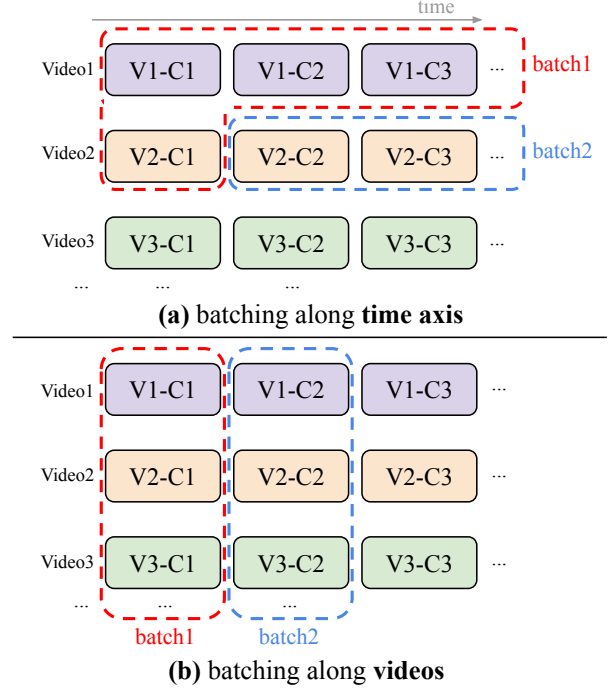 time
Video1 V1-C1 V1-C2 V1-C3 ... batch1
Video2 V2-C1 V2-C2 V2-C3 ... batch2
Video3 V3-C1 V3-C2 V3-C3 ...
... ... ...
(a) batching along time axis
Video1 V1-C1 V1-C2 V1-C3 ...
Video2 V2-C1 V2-C2 V2-C3 ...
Video3 V3-C1 V3-C2 V3-C3 ...
... ... ...
batch1 batch2
(b) batching along videos